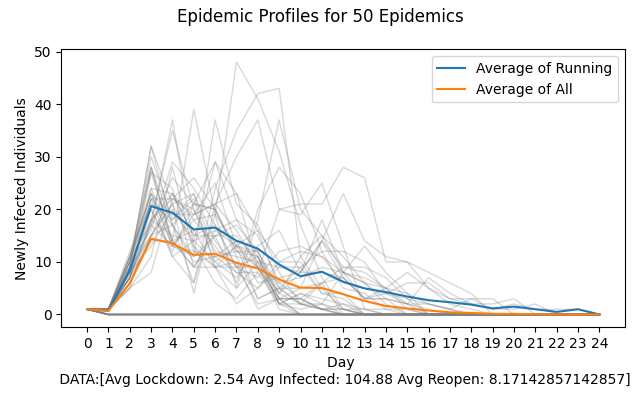 Epidemic Profiles for 50 Epidemics
50
40
30
20
10
0
Newly Infected Individuals
Average of Running
Average of All
0 1 2 3 4 5 6 7 8 9 10 11 12 13 14 15 16 17 18 19 20 21 22 23 24
Day
DATA:[Avg Lockdown: 2.54 Avg Infected: 104.88 Avg Reopen: 8.17142857142857]